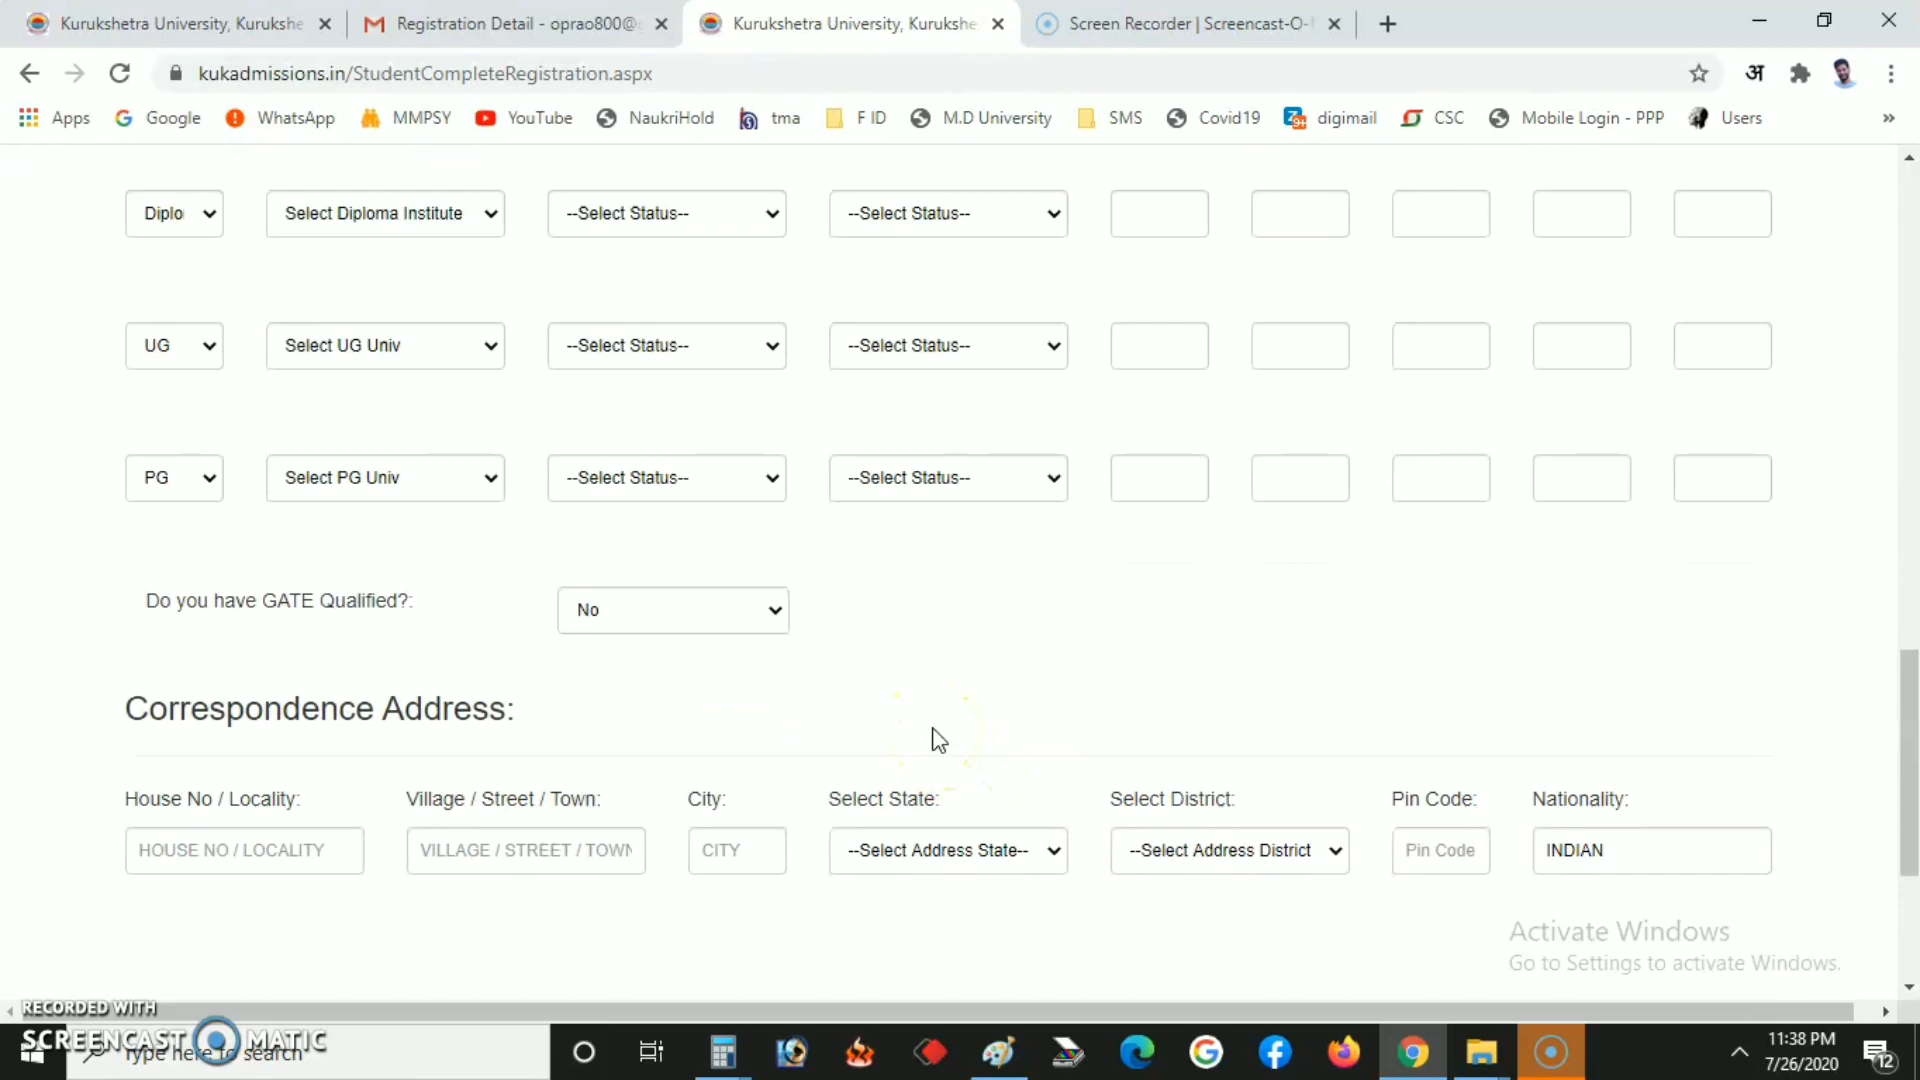 Kurukshetra University, Kurukshe
Registration Detail - oprao800@
Kurukshetra University, Kurukshe
Screen Recorder | Screencast-O-
kukadmissions.in/StudentCompleteRegistration.aspx
अ
Apps
Google
WhatsApp
MMPSY
YouTube
NaukriHold
tma
F ID
M.D University
SMS
Covid19
digimail
CSC
Mobile Login - PPP
Users
»
Diplo
Select Diploma Institute
--Select Status--
--Select Status--
UG
Select UG Univ
--Select Status--
--Select Status--
PG
Select PG Univ
--Select Status--
--Select Status--
Do you have GATE Qualified?:
No
Correspondence Address:
House No / Locality:
Village / Street / Town:
City:
Select State:
Select District:
Pin Code:
Nationality:
HOUSE NO / LOCALITY
VILLAGE / STREET / TOWN
CITY
--Select Address State--
--Select Address District
Pin Code
INDIAN
Activate Windows
Go to Settings to activate Windows.
RECORDED WITH
SCREENCAST MATIC
Type here to search
11:38 PM
7/26/2020
12